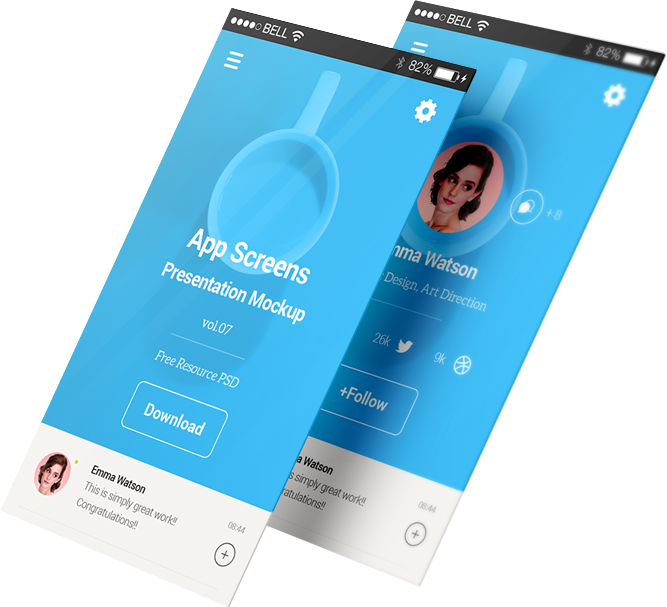 BELL 82%
App Screens
Presentation Mockup
vol.07
Free Resource PSD
Download
Emma Watson
This is simply great work!!
Congratulations!!
08:44
BELL 82%
+8
mma Watson
Design, Art Direction
26k 9k
+Follow
a Watson
s simply great work!!
atulations!!
08:44